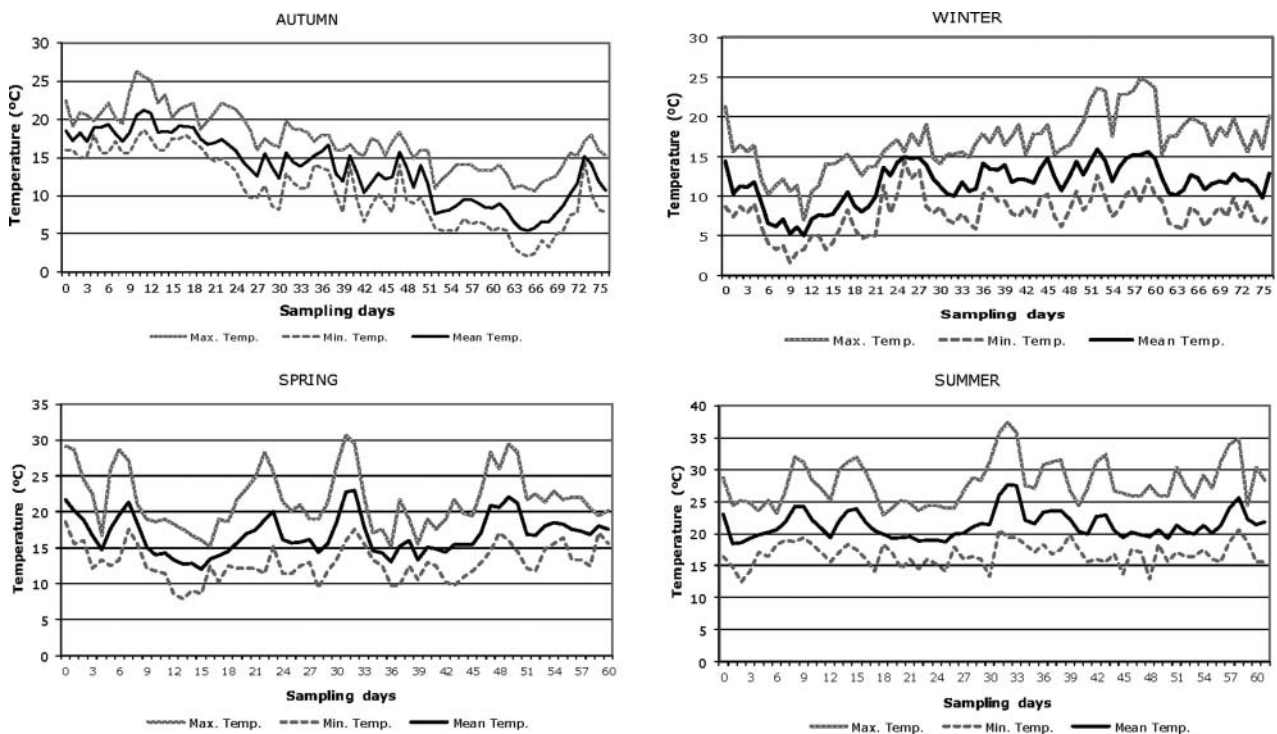 AUTUMN
30
25
20
15
10
5
0
Temperature (ºC)
0 3 6 9 12 15 18 21 24 27 30 33 36 39 42 45 48 51 54 57 60 63 66 69 72 75
Sampling days
Max. Temp. Min. Temp. Mean Temp.
WINTER
30
25
20
15
10
5
0
Temperature (ºC)
0 3 6 9 12 15 18 21 24 27 30 33 36 39 42 45 48 51 54 57 60 63 66 69 72 75
Sampling days
Max. Temp. Min. Temp. Mean Temp.
SPRING
35
30
25
20
15
10
5
0
Temperature (ºC)
0 3 6 9 12 15 18 21 24 27 30 33 36 39 42 45 48 51 54 57 60
Sampling days
Max. Temp. Min. Temp. Mean Temp.
SUMMER
40
35
30
25
20
15
10
5
0
Temperature (ºC)
0 3 6 9 12 15 18 21 24 27 30 33 36 39 42 45 48 51 54 57 60
Sampling days
Max. Temp. Min. Temp. Mean Temp.